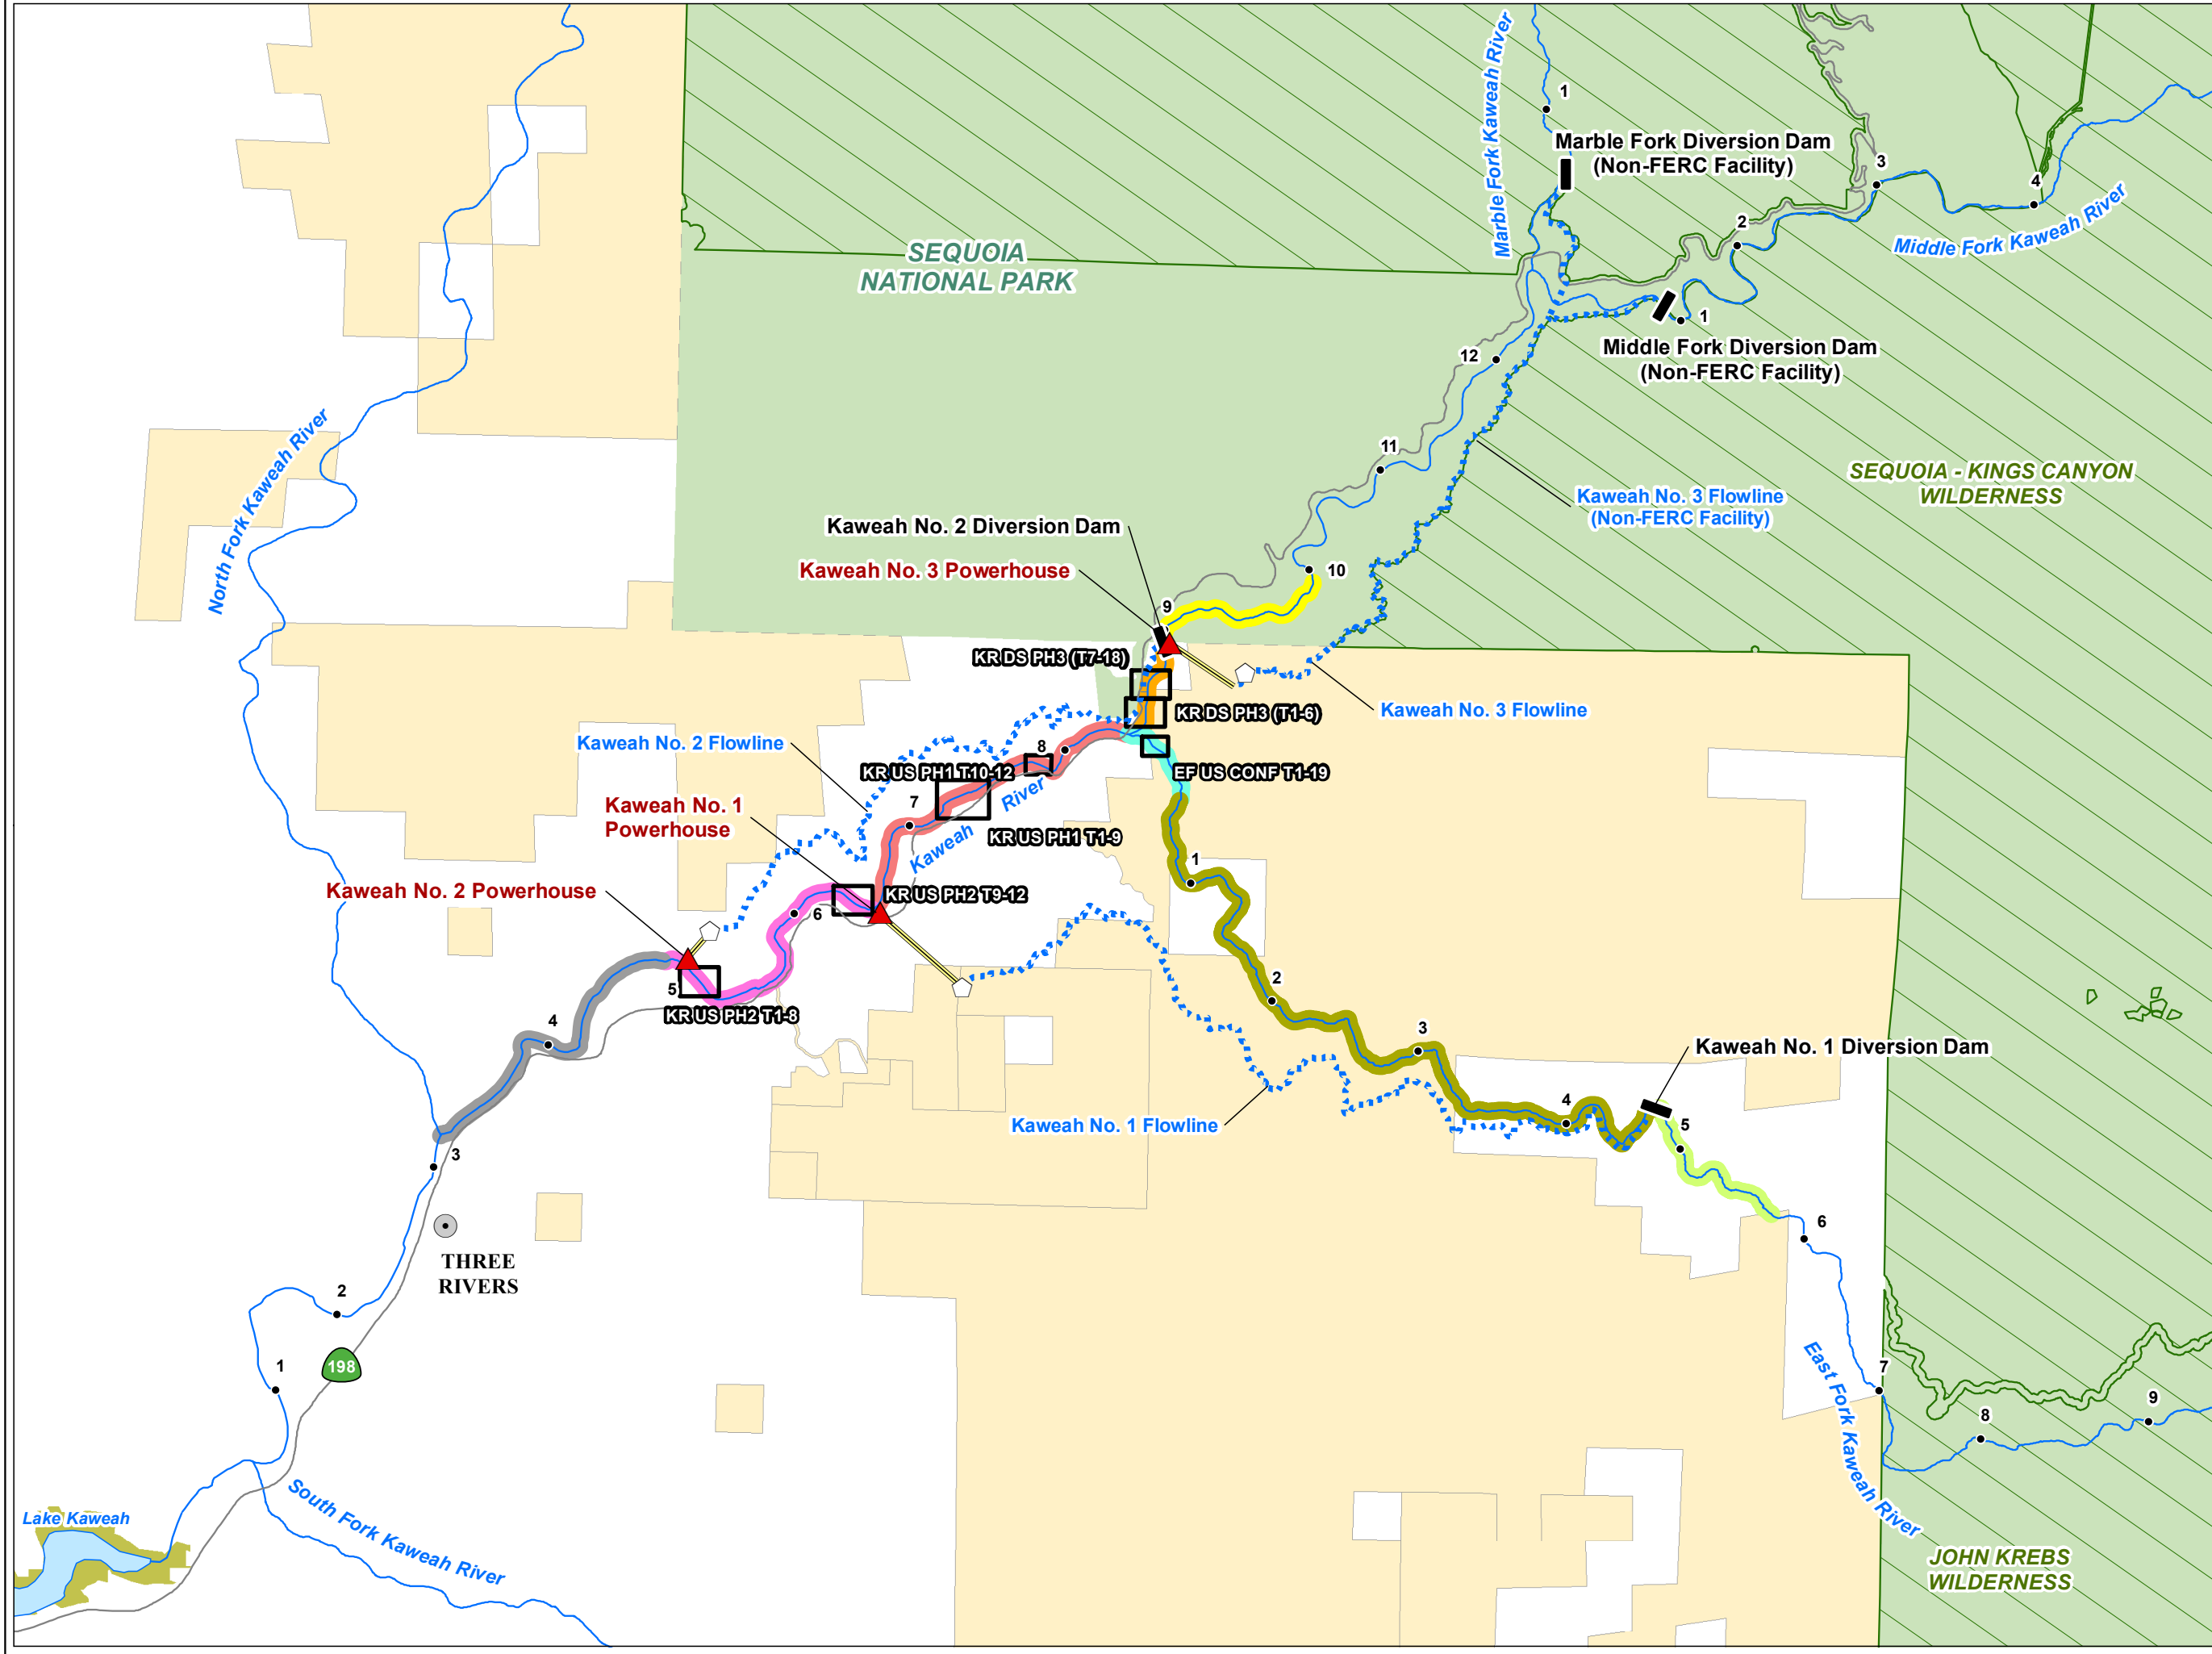 Marble Fork Kaweah River
1
Marble Fork Diversion Dam
(Non-FERC Facility)
3
4
2
Middle Fork Kaweah River
SEQUOIA
NATIONAL PARK
1
Middle Fork Diversion Dam
(Non-FERC Facility)
12
North Fork Kaweah River
11
SEQUOIA - KINGS CANYON
WILDERNESS
Kaweah No. 3 Flowline
(Non-FERC Facility)
Kaweah No. 2 Diversion Dam
Kaweah No. 3 Powerhouse
10
9
KR DS PH3 (T7-18)
KR DS PH3 (T1-6)
Kaweah No. 3 Flowline
Kaweah No. 2 Flowline
8
KR US PH1 T10-12
EF US CONF T1-19
Kaweah No. 1
Powerhouse
7
Kaweah River
KR US PH1 T1-9
1
Kaweah No. 2 Powerhouse
KR US PH2 T9-12
6
2
5
KR US PH2 T1-8
4
3
Kaweah No. 1 Diversion Dam
4
Kaweah No. 1 Flowline
5
3
6
THREE
RIVERS
2
1
198
7
East Fork Kaweah River
9
8
Lake Kaweah
South Fork Kaweah River
JOHN KREBS
WILDERNESS